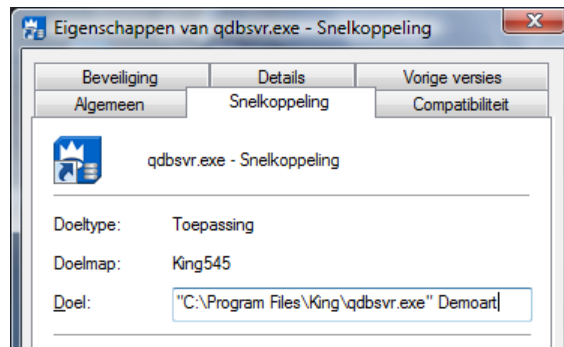 Eigenschappen van qdbsvr.exe - Snelkoppeling
Beveiliging Details Vorige versies
Algemeen Snelkoppeling Compatibiliteit
qdbsvr.exe - Snelkoppeling
Doeltype: Toepassing
Doelmap: King545
Doel: "C:\Program Files\King\qdbsvr.exe" Demoart